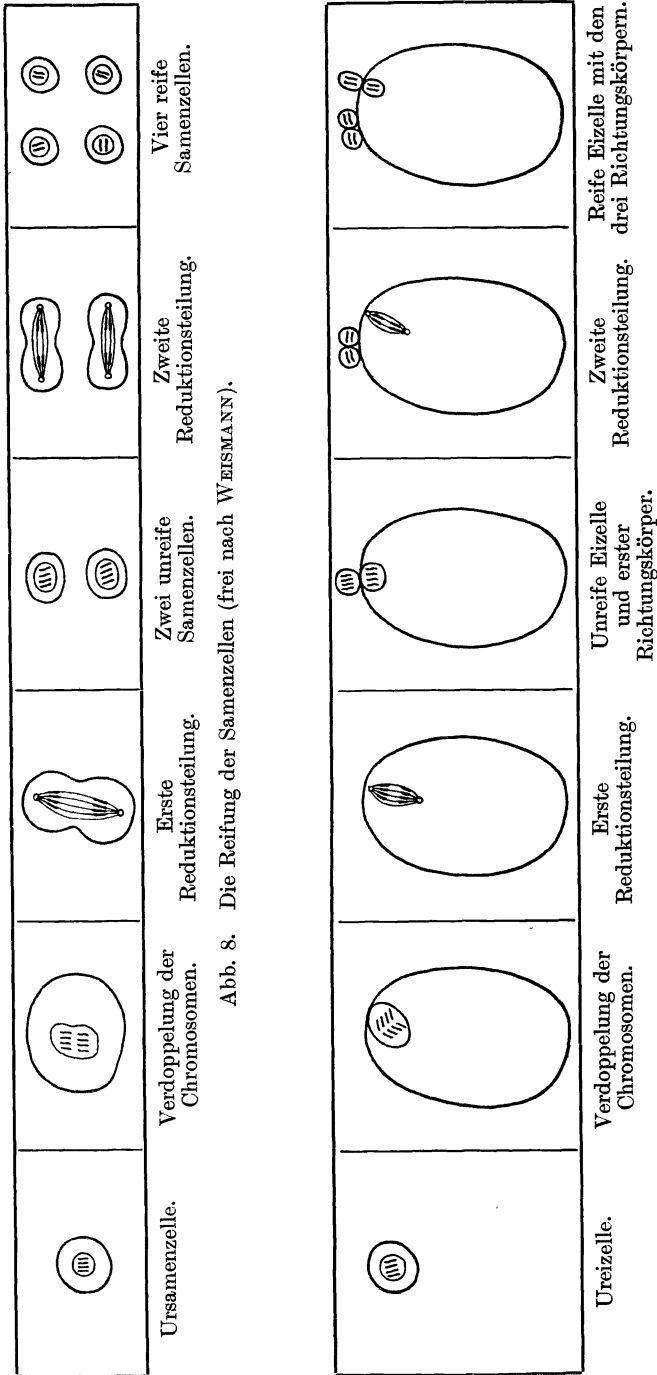 Ursamenzelle.
Verdoppelung der
Chromosomen.
Erste
Reduktionsteilung.
Zwei unreife
Samenzellen.
Zweite
Reduktionsteilung.
Vier reife
Samenzellen.
Abb. 8. Die Reifung der Samenzellen (frei nach WEISMANN).
Ureizelle.
Verdoppelung der
Chromosomen.
Erste
Reduktionsteilung.
Unreife Eizelle
und erster
Richtungskörper.
Zweite
Reduktionsteilung.
Reife Eizelle mit den
drei Richtungskörpern.